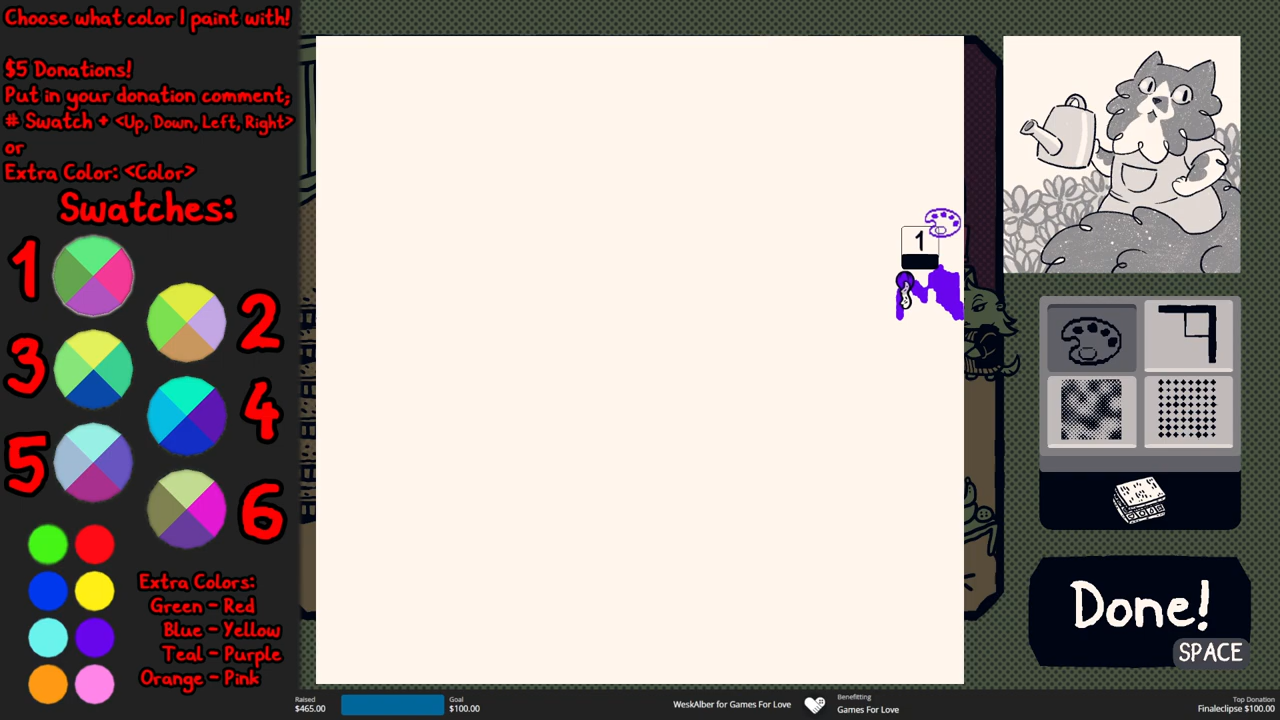 Choose what color I paint with!
$5 Donations!
Put in your donation comment;
# Swatch + <Up, Down, Left, Right>
or
Extra Color: <Color>
Swatches:
1
2
3
4
5
6
Extra Colors:
Green - Red
Blue - Yellow
Teal - Purple
Orange - Pink
1
Done!
SPACE
Raised
$465.00
Goal
$100.00
WeskAlber for Games For Love
Benefitting
Games For Love
Top Donation
Finaleclipse $100.00